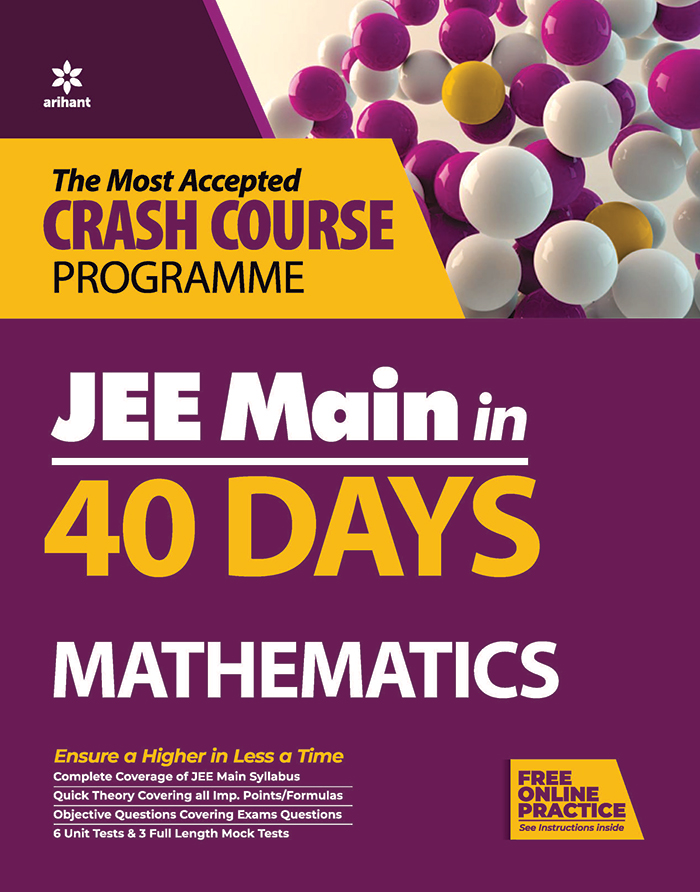 arihant
The Most Accepted
CRASH COURSE
PROGRAMME
JEE Main in
40 DAYS
MATHEMATICS
Ensure a Higher in Less a Time
Complete Coverage of JEE Main Syllabus
Quick Theory Covering all Imp. Points/Formulas
Objective Questions Covering Exams Questions
6 Unit Tests & 3 Full Length Mock Tests
FREE
ONLINE
PRACTICE
See Instructions inside